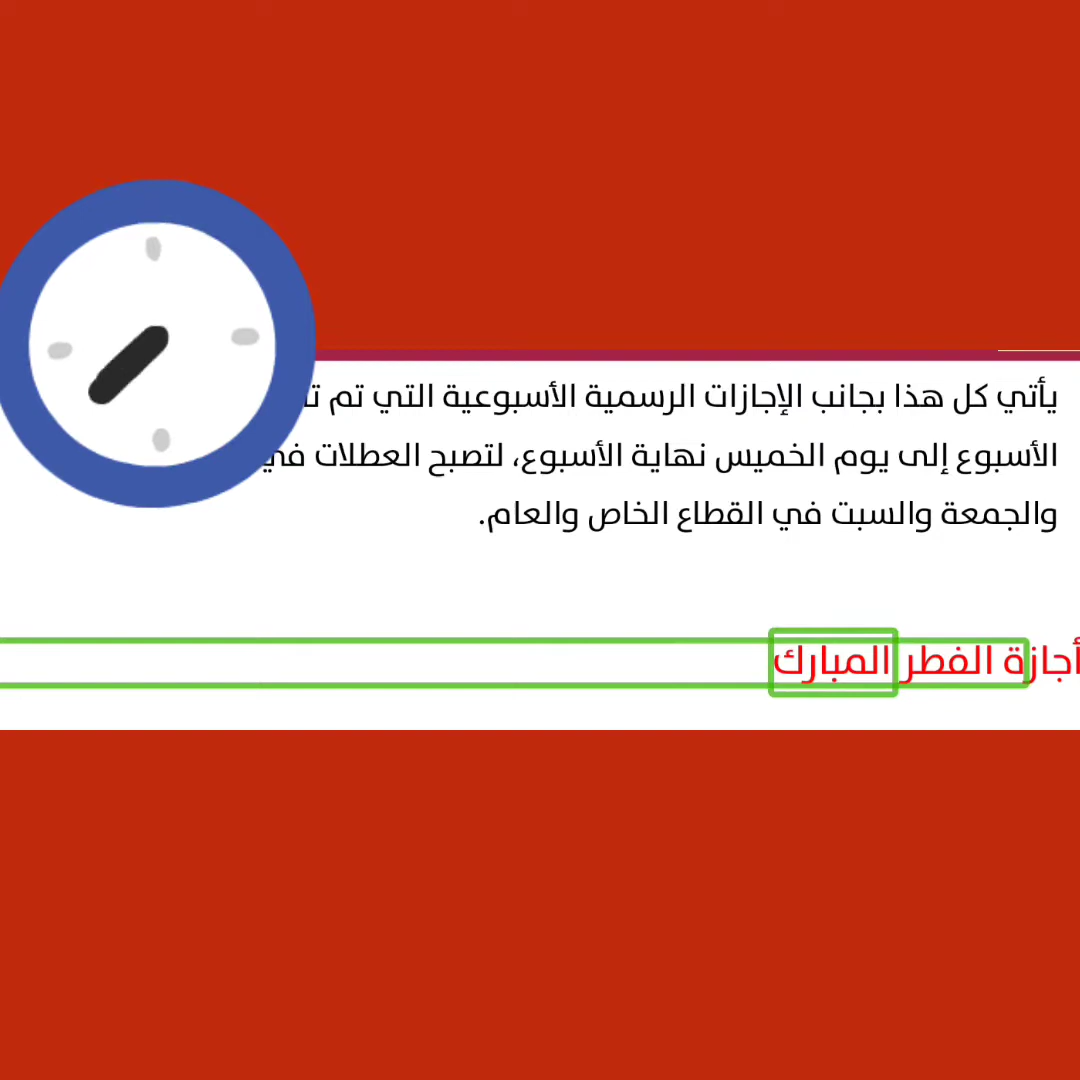 يأتي كل هذا بجانب الإجازات الرسمية الأسبوعية التي تم
الأسبوع إلى يوم الخميس نهاية الأسبوع، لتصبح العطلات في
والجمعة والسبت في القطاع الخاص والعام.
أجازة الفطر المبارك